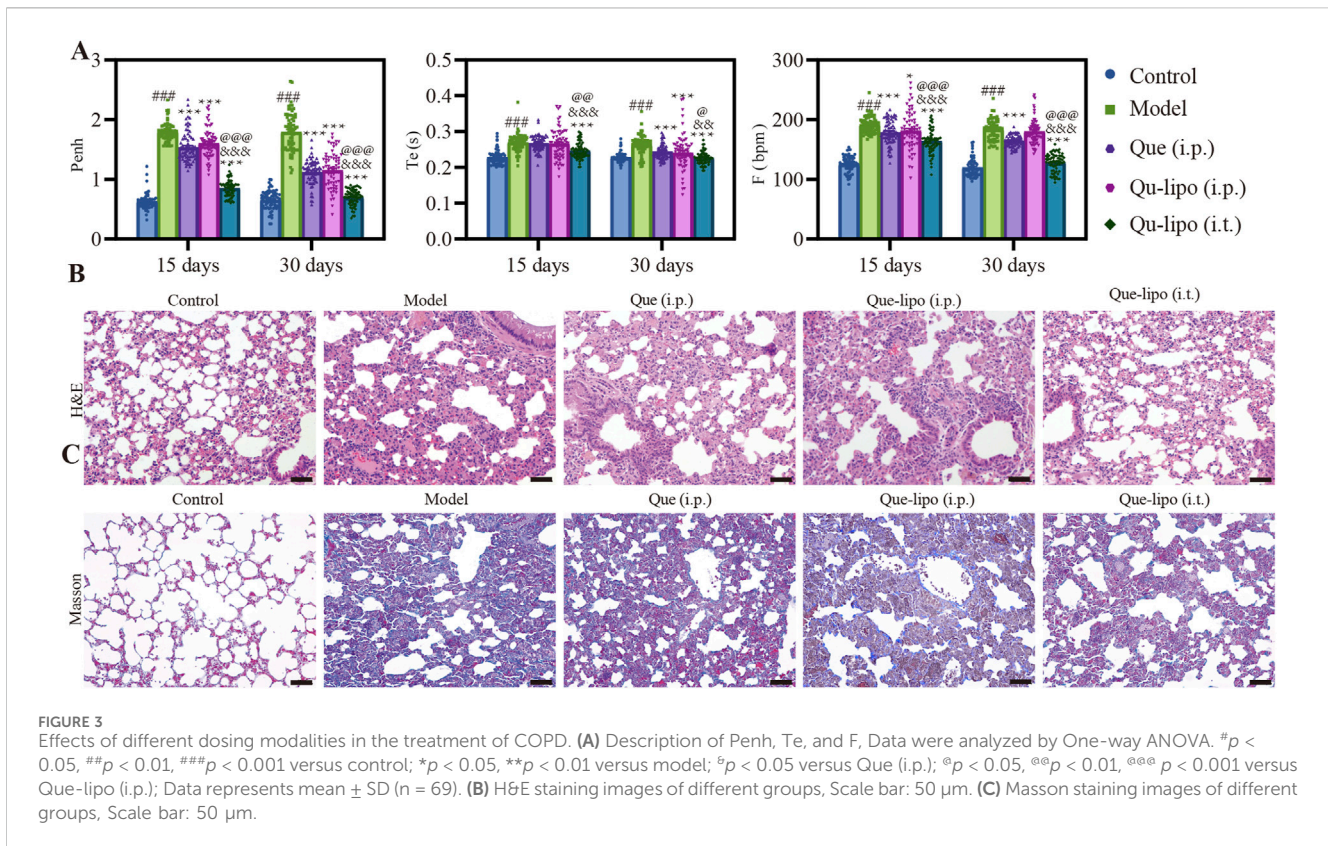 A
Penh
3
2
1
0
###
***
***
@@@
&&&
***
###
***
***
@@@
&&&
***
15 days
30 days
Te (s)
0.5
0.4
0.3
0.2
0.1
0.0
###
@@
&&&
***
###
***
***
@
&&
***
15 days
30 days
F (bpm)
300
200
100
0
###
***
*
@@@
&&&
***
###
***
@@@
&&&
***
15 days
30 days
Control
Model
Que (i.p.)
Qu-lipo (i.p.)
Qu-lipo (i.t.)
B
Control
Model
Que (i.p.)
Que-lipo (i.p.)
Que-lipo (i.t.)
H&E
C
Control
Model
Que (i.p.)
Que-lipo (i.p.)
Que-lipo (i.t.)
Masson
FIGURE 3
Effects of different dosing modalities in the treatment of COPD. (A) Description of Penh, Te, and F, Data were analyzed by One-way ANOVA. #p <
0.05, ##p < 0.01, ###p < 0.001 versus control; *p < 0.05, **p < 0.01 versus model; &p < 0.05 versus Que (i.p.); @p < 0.05, @@p < 0.01, @@@ p < 0.001 versus
Que-lipo (i.p.); Data represents mean ± SD (n = 69). (B) H&E staining images of different groups, Scale bar: 50 μm. (C) Masson staining images of different
groups, Scale bar: 50 μm.